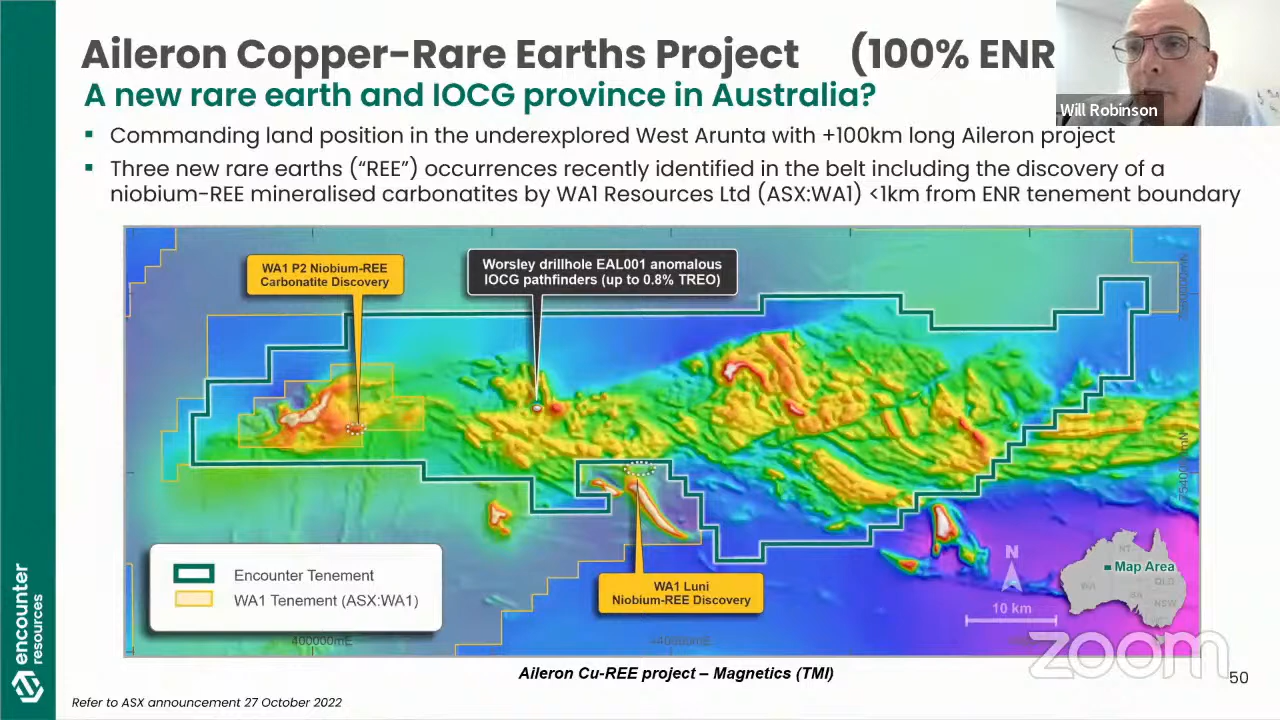 Aileron Copper-Rare Earths Project (100% ENR
A new rare earth and IOCG province in Australia?
Will Robinson
▪ Commanding land position in the underexplored West Arunta with +100km long Aileron project
▪ Three new rare earths (“REE”) occurrences recently identified in the belt including the discovery of a
niobium-REE mineralised carbonatites by WA1 Resources Ltd (ASX:WA1) <1km from ENR tenement boundary
WA1 P2 Niobium-REE
Carbonatite Discovery
Worsley drillhole EAL001 anomalous
IOCG pathfinders (up to 0.8% TREO)
Encounter Tenement
WA1 Tenement (ASX:WA1)
WA1 Luni
Niobium-REE Discovery
N
10 km
NT
Map Area
WA
QLD
SA
NSW
400000mE
zoom
encounter
resources
Aileron Cu-REE project – Magnetics (TMI)
50
Refer to ASX announcement 27 October 2022